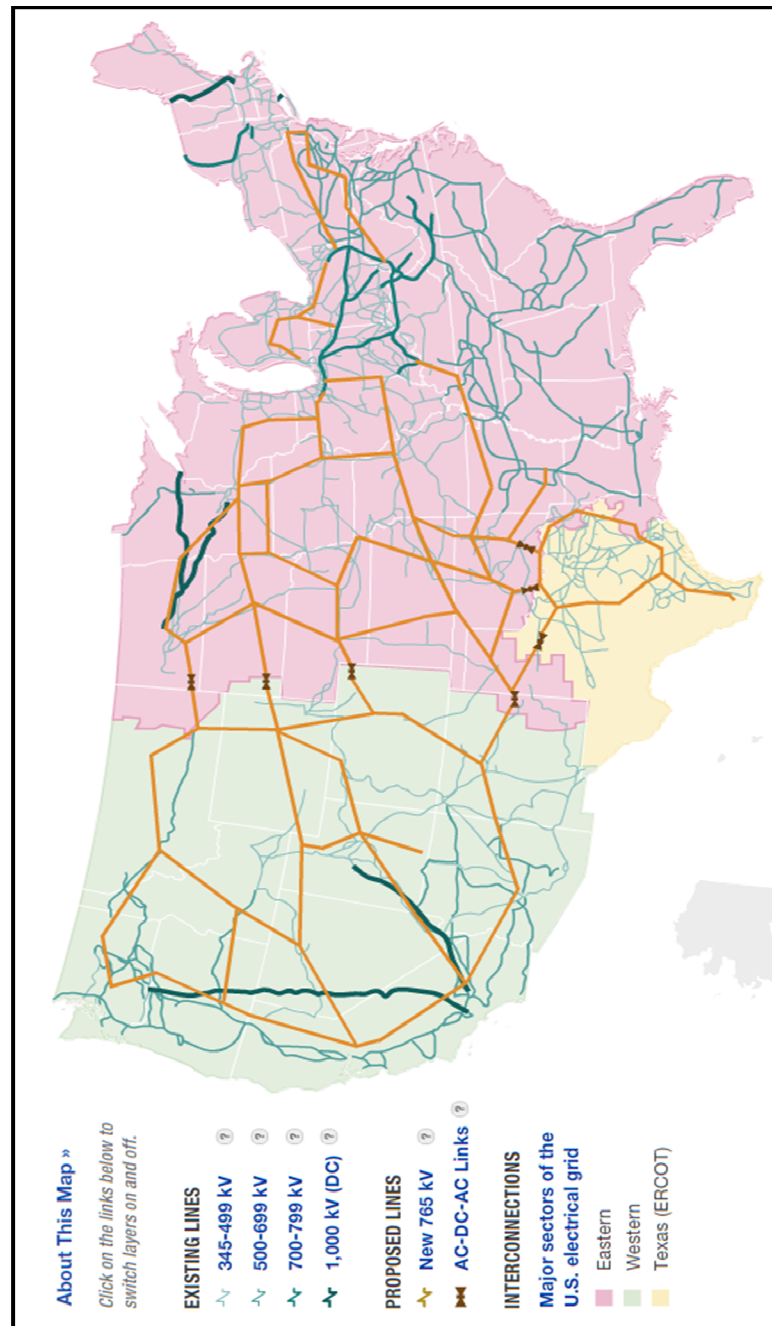 About This Map »
Click on the links below to
switch layers on and off.
EXISTING LINES
345-499 kV ?
500-699 kV ?
700-799 kV ?
1,000 kV (DC) ?
PROPOSED LINES
New 765 kV ?
AC-DC-AC Links ?
INTERCONNECTIONS
Major sectors of the
U.S. electrical grid
Eastern
Western
Texas (ERCOT)